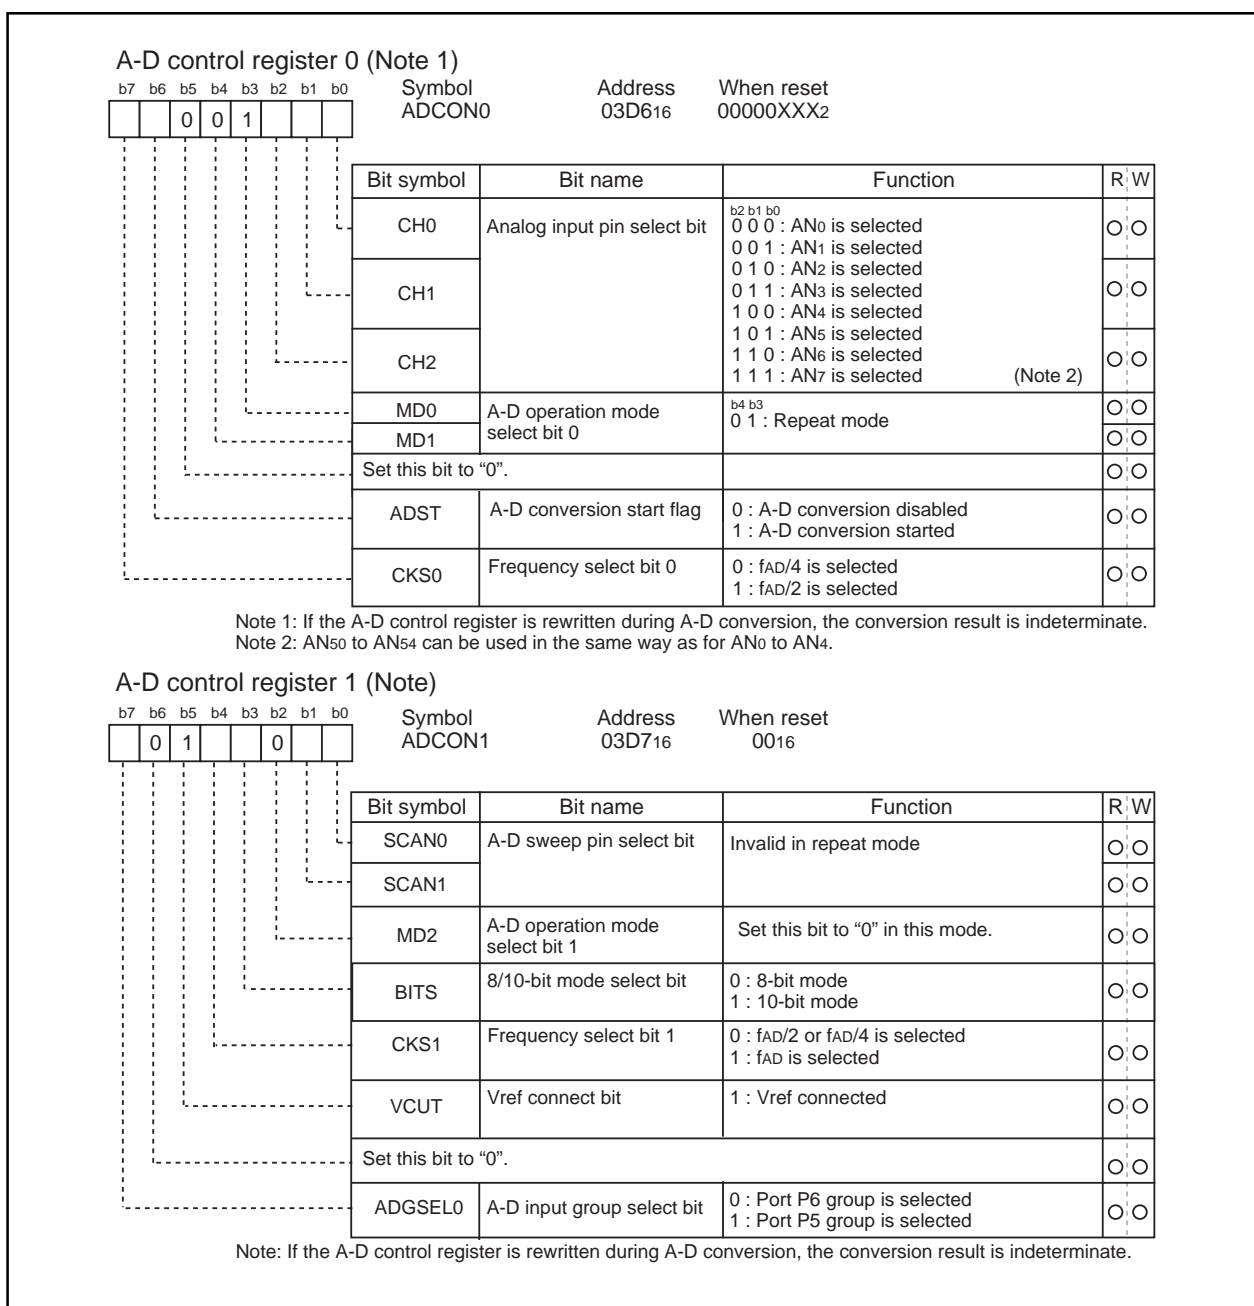 A-D control register 0 (Note 1)
b7 b6 b5 b4 b3 b2 b1 b0
0 0 1
Symbol Address When reset
ADCON0 03D616 00000XXX2
Bit symbol Bit name Function R W
CH0 Analog input pin select bit
b2 b1 b0
0 0 0 : AN0 is selected
0 0 1 : AN1 is selected
0 1 0 : AN2 is selected
CH1
0 1 1 : AN3 is selected
1 0 0 : AN4 is selected
1 0 1 : AN5 is selected
CH2
1 1 0 : AN6 is selected
1 1 1 : AN7 is selected (Note 2)
MD0 A-D operation mode
select bit 0
b4 b3
0 1 : Repeat mode
MD1
Set this bit to “0”.
ADST A-D conversion start flag
0 : A-D conversion disabled
1 : A-D conversion started
CKS0 Frequency select bit 0
0 : fAD/4 is selected
1 : fAD/2 is selected
Note 1: If the A-D control register is rewritten during A-D conversion, the conversion result is indeterminate.
Note 2: AN50 to AN54 can be used in the same way as for AN0 to AN4.
A-D control register 1 (Note)
b7 b6 b5 b4 b3 b2 b1 b0
0 1 0
Symbol Address When reset
ADCON1 03D716 0016
Bit symbol Bit name Function R W
SCAN0 A-D sweep pin select bit Invalid in repeat mode
SCAN1
MD2 A-D operation mode
select bit 1
Set this bit to “0” in this mode.
BITS 8/10-bit mode select bit
0 : 8-bit mode
1 : 10-bit mode
CKS1 Frequency select bit 1
0 : fAD/2 or fAD/4 is selected
1 : fAD is selected
VCUT Vref connect bit 1 : Vref connected
Set this bit to “0”.
ADGSEL0 A-D input group select bit
0 : Port P6 group is selected
1 : Port P5 group is selected
Note: If the A-D control register is rewritten during A-D conversion, the conversion result is indeterminate.